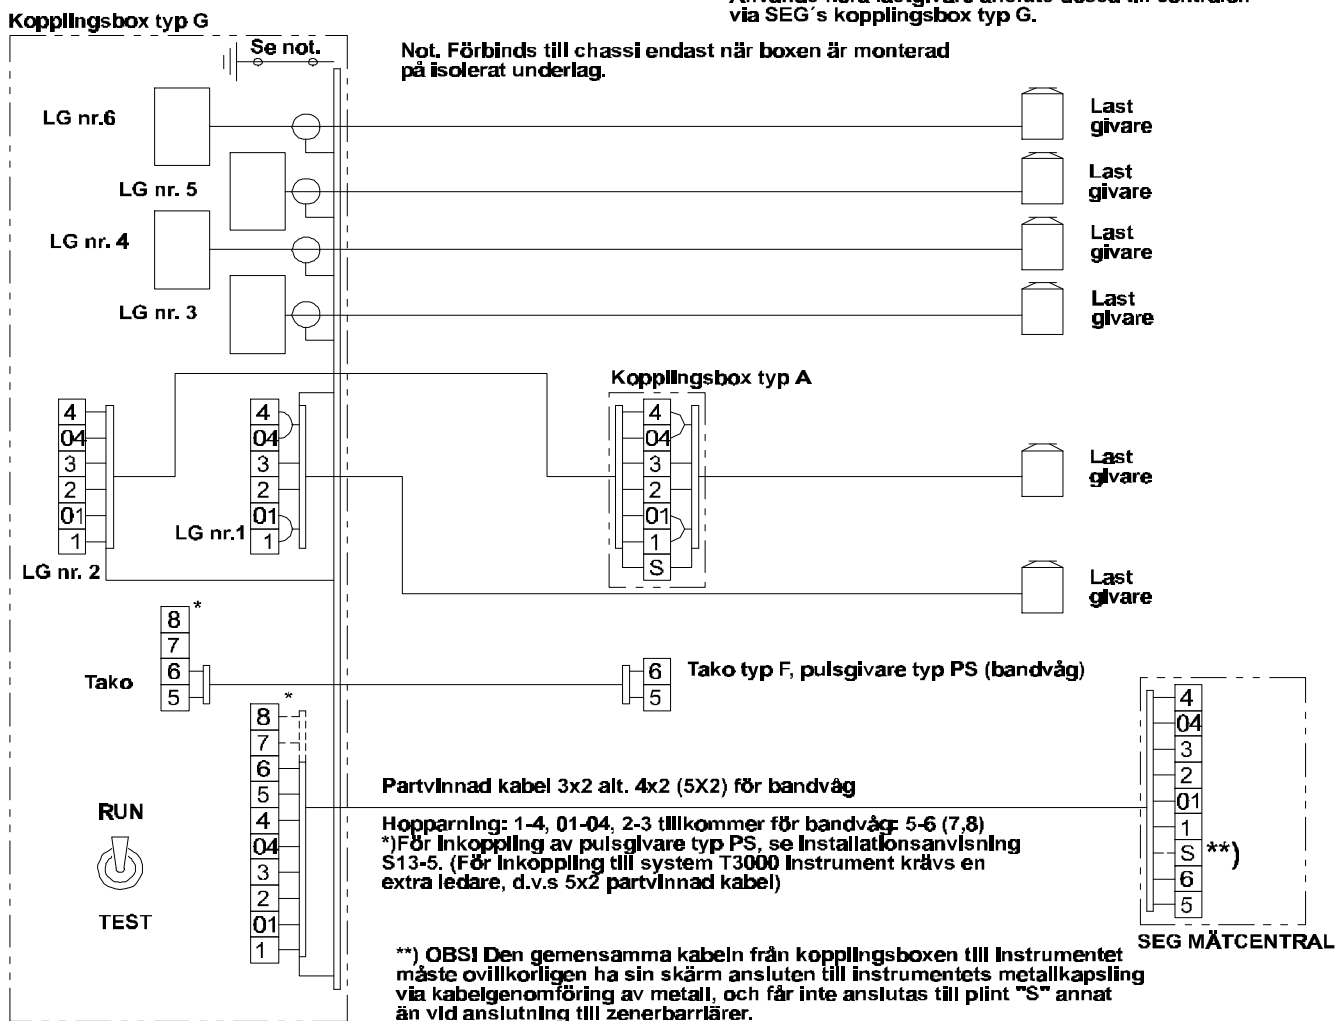 Används flera lastgivare ansluts dessa till centralen
via SEG´s kopplingsbox typ G.
Kopplingsbox typ G
Se not.
Not. Förbinds till chassi endast när boxen är monterad
på isolerat underlag.
LG nr.6
Last
givare
LG nr. 5
Last
givare
LG nr. 4
Last
givare
LG nr. 3
Last
givare
Kopplingsbox typ A
4
04
3
2
01
1
LG nr. 2
4
04
3
2
01
1
LG nr.1
4
04
3
2
01
1
S
Last
givare
Last
givare
Tako
8
*
7
6
5
6
5
Tako typ F, pulsgivare typ PS (bandvåg)
*
8
7
6
5
4
04
3
2
01
1
RUN
TEST
Partvinnad kabel 3x2 alt. 4x2 (5X2) för bandvåg
Hopparning: 1-4, 01-04, 2-3 tillkommer för bandvåg: 5-6 (7,8)
*)För inkoppling av pulsgivare typ PS, se installationsanvisning
S13-5. (För inkoppling till system T3000 instrument krävs en
extra ledare, d.v.s 5x2 partvinnad kabel)
4
04
3
2
01
1
S
**)
6
5
SEG MÄTCENTRAL
**) OBS! Den gemensamma kabeln från kopplingsboxen till instrumentet
måste ovillkorligen ha sin skärm ansluten till instrumentets metallkapsling
via kabelgenomföring av metall, och får inte anslutas till plint "S" annat
än vid anslutning till zenerbarriärer.